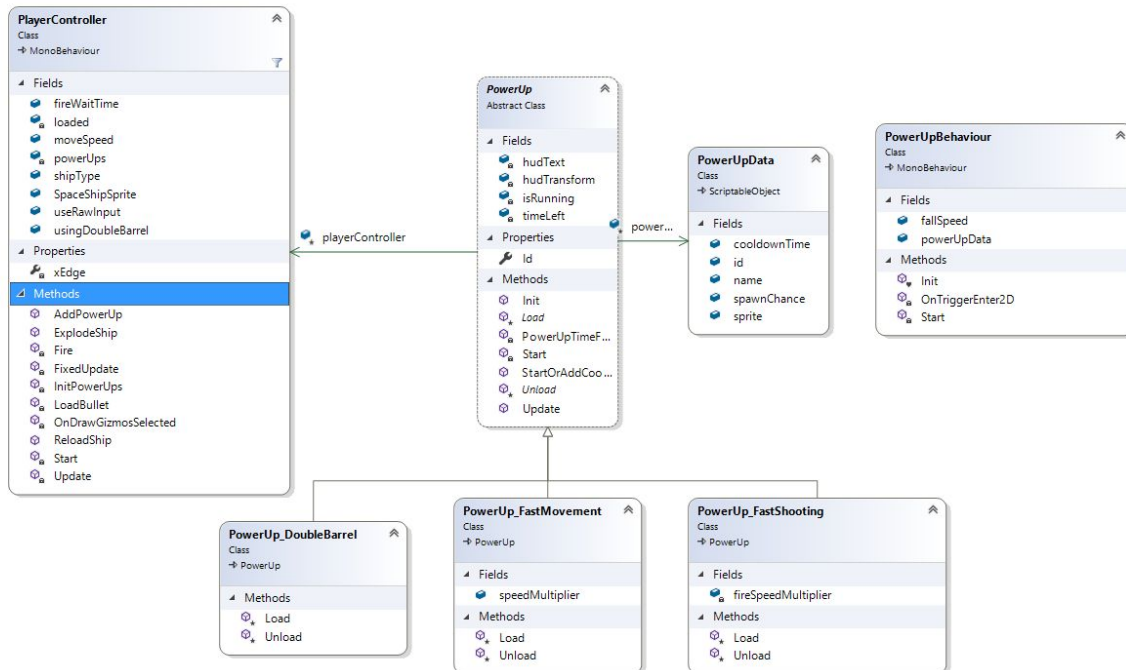 PlayerController
Class
MonoBehaviour
Fields
fireWaitTime
loaded
moveSpeed
powerUps
shipType
SpaceShipSprite
useRawInput
usingDoubleBarrel
Properties
xEdge
Methods
AddPowerUp
ExplodeShip
Fire
FixedUpdate
InitPowerUps
LoadBullet
OnDrawGizmosSelected
ReloadShip
Start
Update
playerController
PowerUp
Abstract Class
Fields
hudText
hudTransform
isRunning
timeLeft
Properties
Id
Methods
Init
Load
PowerUpTimeF...
Start
StartOrAddCoo...
Unload
Update
power...
PowerUpData
Class
ScriptableObject
Fields
cooldownTime
id
name
spawnChance
sprite
PowerUpBehaviour
Class
MonoBehaviour
Fields
fallSpeed
powerUpData
Methods
Init
OnTriggerEnter2D
Start
PowerUp_DoubleBarrel
Class
PowerUp
Methods
Load
Unload
PowerUp_FastMovement
Class
PowerUp
Fields
speedMultiplier
Methods
Load
Unload
PowerUp_FastShooting
Class
PowerUp
Fields
fireSpeedMultiplier
Methods
Load
Unload